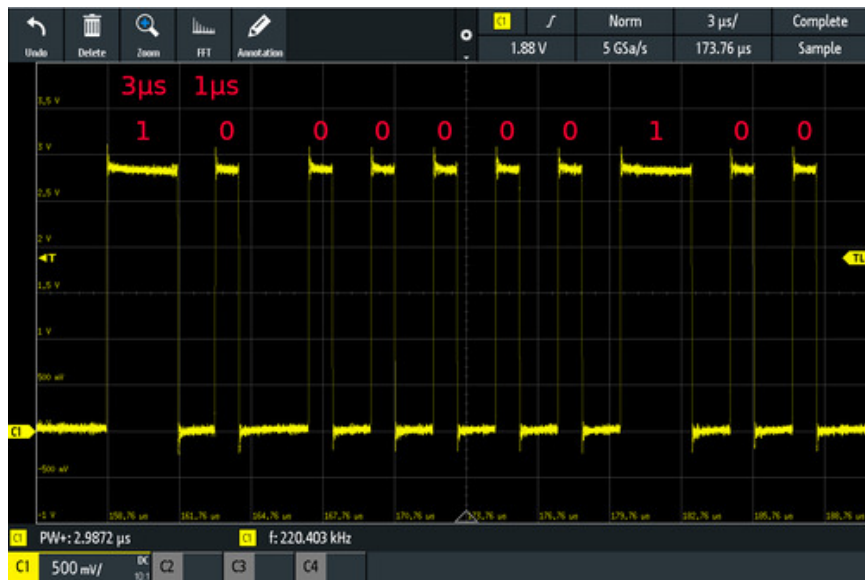 Undo Delete Zoom FFT Annotation
C1 Norm 3 µs/ Complete
1.88 V 5 GSa/s 173.76 µs Sample
3µs 1µs
3,5 V
1 0 0 0 0 0 0 1 0 0
3 V
2,5 V
2 V
T TL
1,5 V
1 V
500 mV
C1
-500 mV
-1 V 158,76 µs 161,76 µs 164,76 µs 167,76 µs 170,76 µs 173,76 µs 176,76 µs 179,76 µs 182,76 µs 185,76 µs 188,76 µs
C1 PW+: 2.9872 µs C1 f: 220.403 kHz
C1 500 mV/ DC 10:1 C2 C3 C4